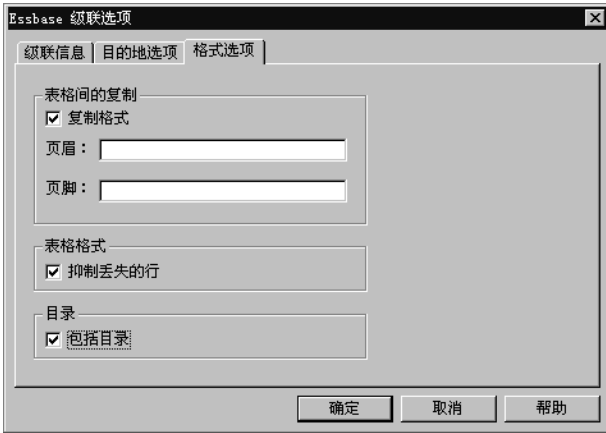 Essbase 级联选项
级联信息 目的地选项 格式选项
表格间的复制
复制格式
页眉：
页脚：
表格格式
抑制丢失的行
目录
包括目录
确定 取消 帮助